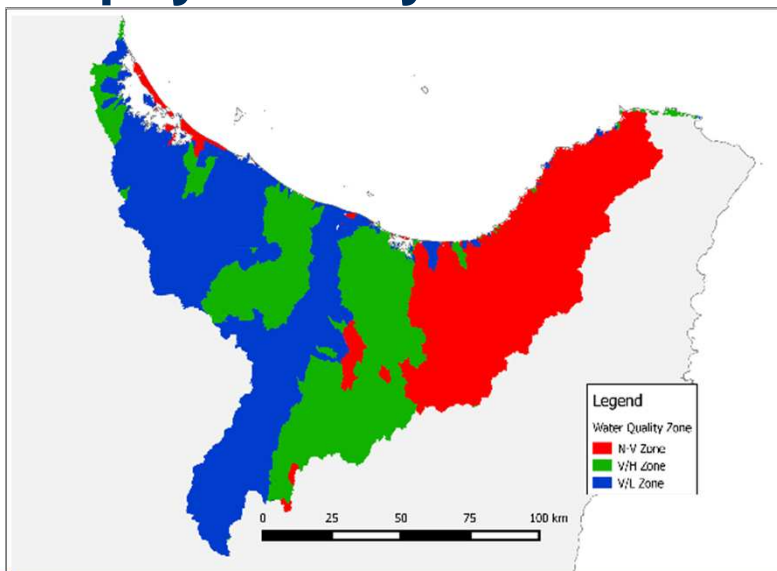 Legend
Water Quality Zone
N-V Zone
V/H Zone
V/L Zone
0 25 50 75 100 km